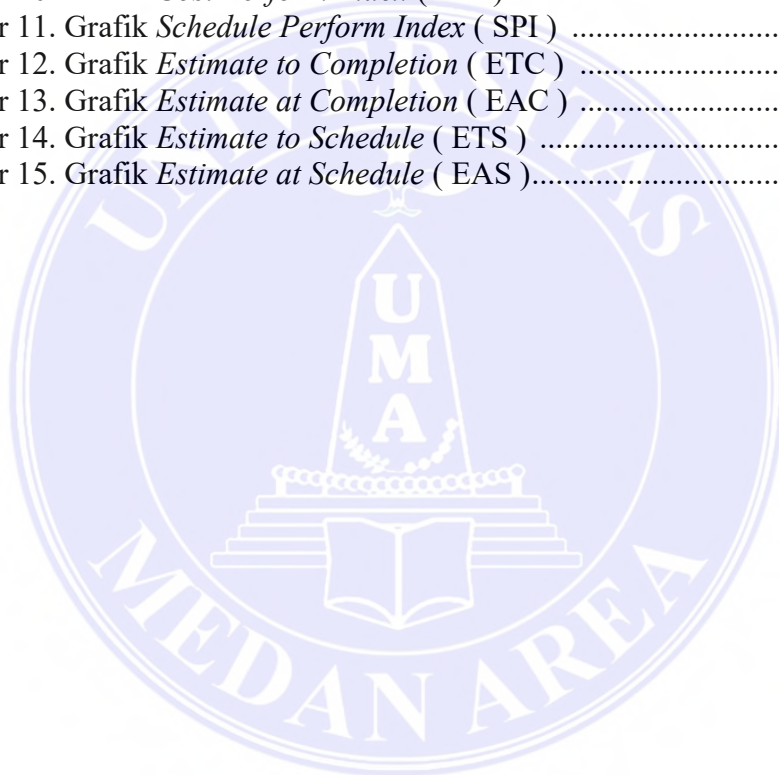 r 11. Grafik Schedule Perform Index ( SPI ) ............................
r 12. Grafik Estimate to Completion ( ETC ) ...........................
r 13. Grafik Estimate at Completion ( EAC ) ...........................
r 14. Grafik Estimate to Schedule ( ETS ) ................................
r 15. Grafik Estimate at Schedule ( EAS ).................................
UNIVERSITAS
U
M
A
MEDAN AREA